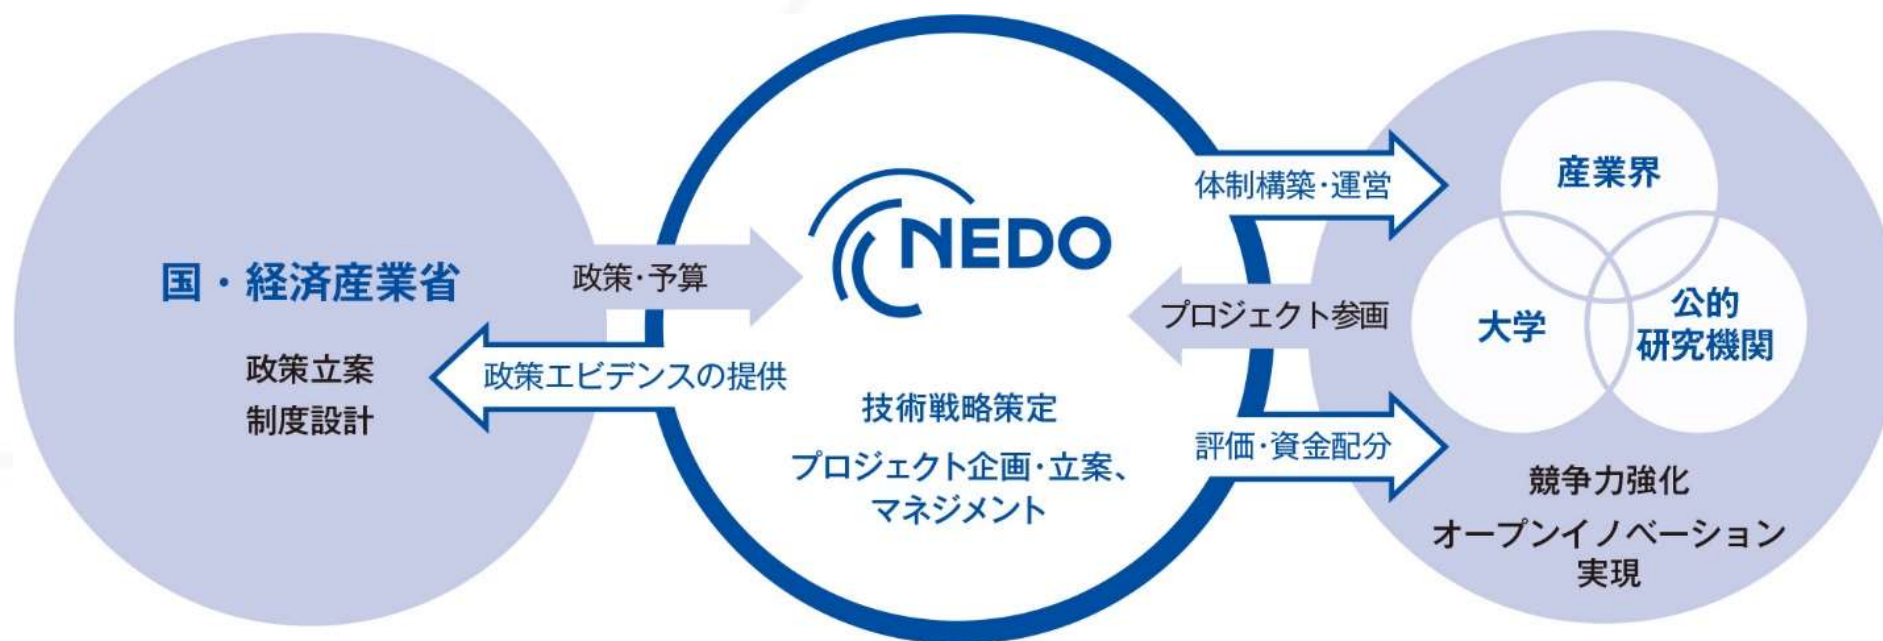 国・経済産業省
政策立案
制度設計
政策・予算
政策エビデンスの提供
NEDO
技術戦略策定
プロジェクト企画・立案、
マネジメント
体制構築・運営
プロジェクト参画
評価・資金配分
産業界
大学
公的
研究機関
競争力強化
オープンイノベーション
実現